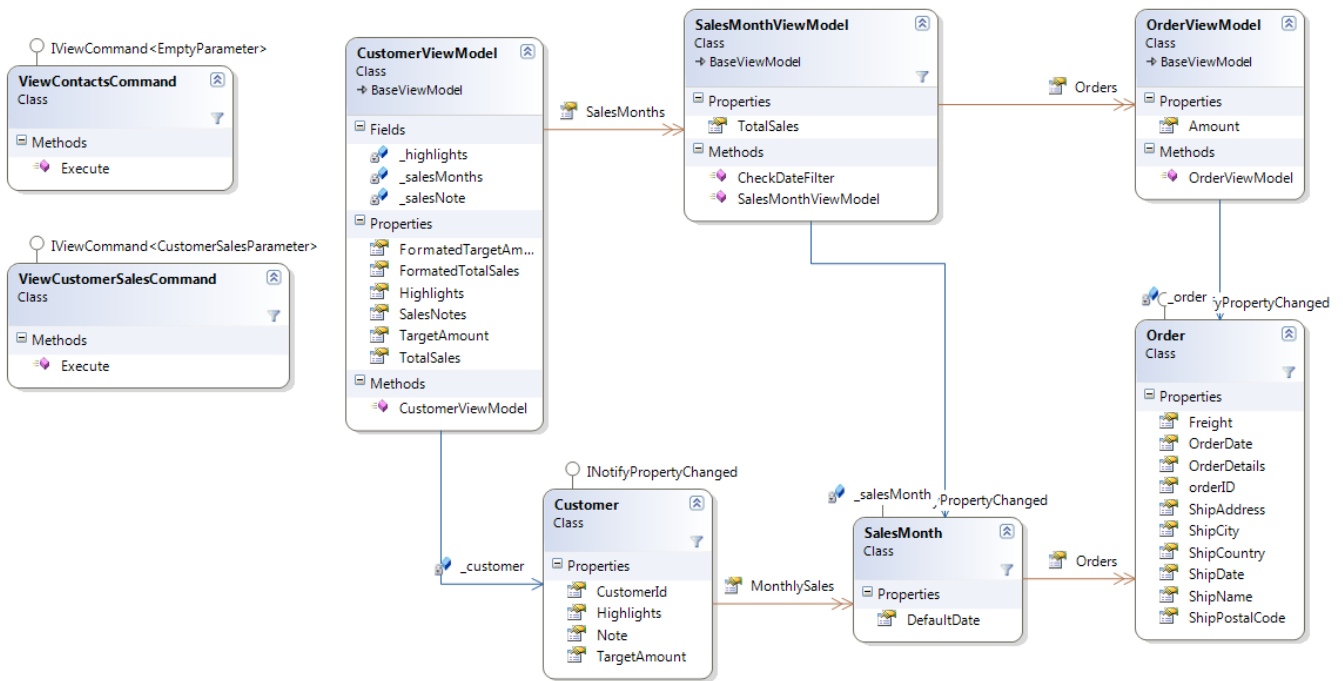 IViewCommand<EmptyParameter>
ViewContactsCommand
Class
Methods
Execute
IViewCommand<CustomerSalesParameter>
ViewCustomerSalesCommand
Class
Methods
Execute
CustomerViewModel
Class
BaseViewModel
Fields
_highlights
_salesMonths
_salesNote
Properties
FormatedTargetAm...
FormatedTotalSales
Highlights
SalesNotes
TargetAmount
TotalSales
Methods
CustomerViewModel
SalesMonths
SalesMonthViewModel
Class
BaseViewModel
Properties
TotalSales
Methods
CheckDateFilter
SalesMonthViewModel
Orders
OrderViewModel
Class
BaseViewModel
Properties
Amount
Methods
OrderViewModel
_customer
INotifyPropertyChanged
Customer
Class
Properties
CustomerId
Highlights
Note
TargetAmount
MonthlySales
_salesMonth yPropertyChanged
SalesMonth
Class
Properties
DefaultDate
Orders
_order fyPropertyChanged
Order
Class
Properties
Freight
OrderDate
OrderDetails
orderID
ShipAddress
ShipCity
ShipCountry
ShipDate
ShipName
ShipPostalCode